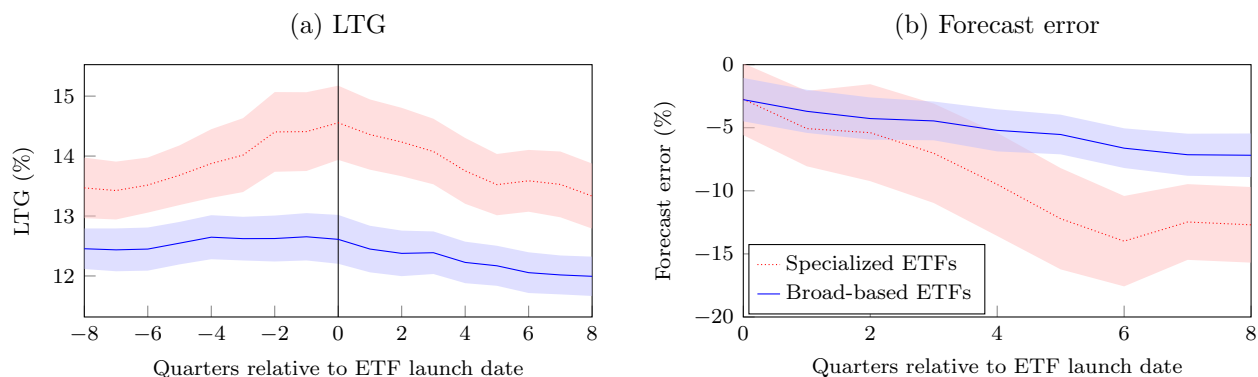 (a) LTG
15
14
13
12
LTG (%)
−8 −6 −4 −2 0 2 4 6 8
Quarters relative to ETF launch date
(b) Forecast error
0
−5
−10
−15
−20
Forecast error (%)
Specialized ETFs
Broad-based ETFs
0 2 4 6 8
Quarters relative to ETF launch date